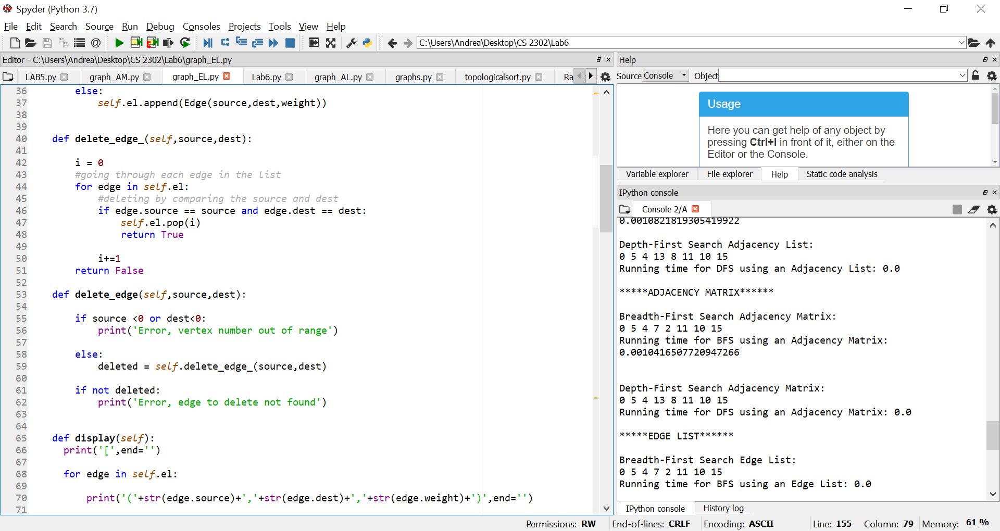 Spyder (Python 3.7)
File Edit Search Source Run Debug Consoles Projects Tools View Help
C:\Users\Andrea\Desktop\CS 2302\Lab6
Editor - C:\Users\Andrea\Desktop\CS 2302\Lab6\graph_EL.py
LAB5.py graph_AM.py graph_EL.py Lab6.py graph_AL.py graphs.py topologicalsort.py Ra
36 else:
37 self.el.append(Edge(source,dest,weight))
38
39
40 def delete_edge_(self,source,dest):
41
42 i = 0
43 #going through each edge in the list
44 for edge in self.el:
45 #deleting by comparing the source and dest
46 if edge.source == source and edge.dest == dest:
47 self.el.pop(i)
48 return True
49
50 i+=1
51 return False
52
53 def delete_edge(self,source,dest):
54
55 if source <0 or dest<0:
56 print('Error, vertex number out of range')
57
58 else:
59 deleted = self.delete_edge_(source,dest)
60
61 if not deleted:
62 print('Error, edge to delete not found')
63
64
65 def display(self):
66 print('[',end='')
67
68 for edge in self.el:
69
70 print('('+str(edge.source)+','+str(edge.dest)+','+str(edge.weight)+')',end='')
71
Help
Source Console Object
Usage
Here you can get help of any object by
pressing Ctrl+I in front of it, either on the
Editor or the Console.
Variable explorer File explorer Help Static code analysis
IPython console
Console 2/A
0.0010821819305419922
Depth-First Search Adjacency List:
0 5 4 13 8 11 10 15
Running time for DFS using an Adjacency List: 0.0
*****ADJACENCY MATRIX******
Breadth-First Search Adjacency Matrix:
0 5 4 7 2 11 10 15
Running time for BFS using an Adjacency Matrix:
0.0010416507720947266
Depth-First Search Adjacency Matrix:
0 5 4 13 8 11 10 15
Running time for DFS using an Adjacency Matrix: 0.0
*****EDGE LIST******
Breadth-First Search Edge List:
0 5 4 7 2 11 10 15
Running time for BFS using an Edge List: 0.0
IPython console History log
Permissions: RW End-of-lines: CRLF Encoding: ASCII Line: 155 Column: 79 Memory: 61 %